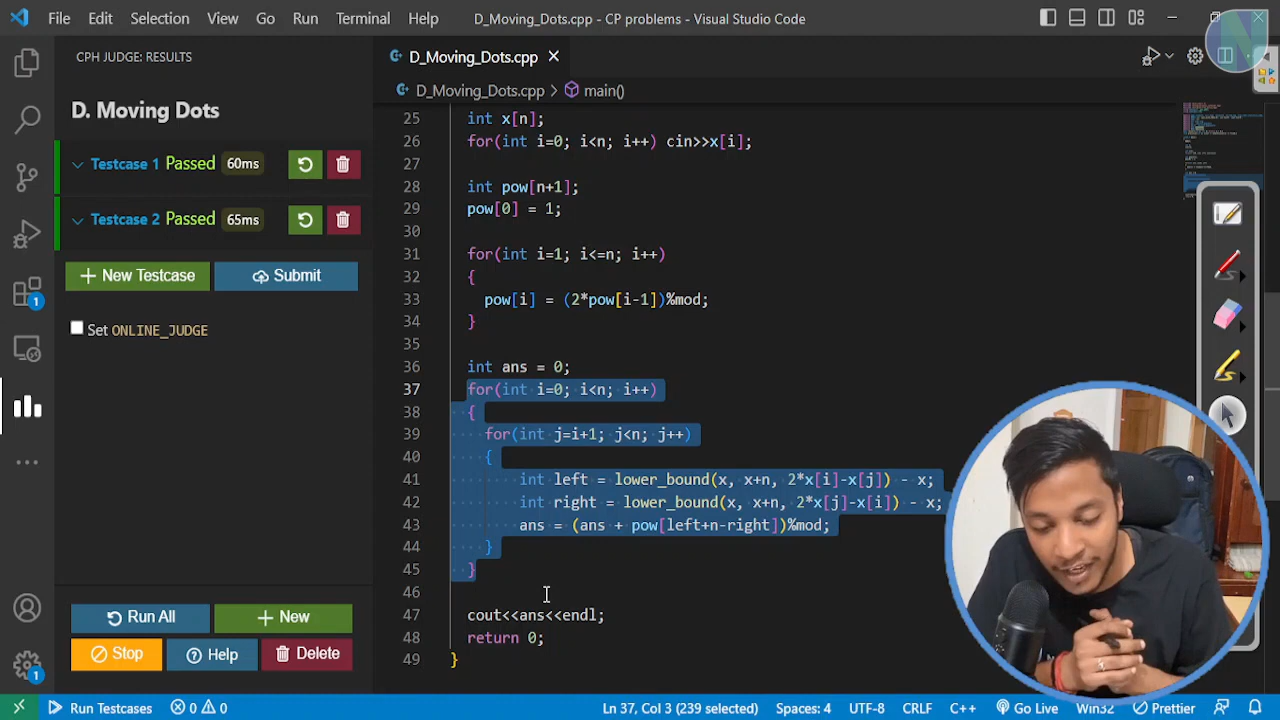 File Edit Selection View Go Run Terminal Help D_Moving_Dots.cpp - CP problems - Visual Studio Code
CPH JUDGE: RESULTS
D. Moving Dots
Testcase 1 Passed 60ms
Testcase 2 Passed 65ms
New Testcase
Submit
Set ONLINE_JUDGE
Run All
New
Stop
Help
Delete
1
1
D_Moving_Dots.cpp
D_Moving_Dots.cpp > main()
25 int x[n];
26 for(int i=0; i<n; i++) cin>>x[i];
27
28 int pow[n+1];
29 pow[0] = 1;
30
31 for(int i=1; i<=n; i++)
32 {
33 pow[i] = (2*pow[i-1])%mod;
34 }
35
36 int ans = 0;
37 for(int i=0; i<n; i++)
38 {
39 for(int j=i+1; j<n; j++)
40 {
41 int left = lower_bound(x, x+n, 2*x[i]-x[j]) - x;
42 int right = lower_bound(x, x+n, 2*x[j]-x[i]) - x;
43 ans = (ans + pow[left+n-right])%mod;
44 }
45 }
46
47 cout<<ans<<endl;
48 return 0;
49 }
Run Testcases 0 0 Ln 37, Col 3 (239 selected) Spaces: 4 UTF-8 CRLF C++ Go Live Win32 Prettier